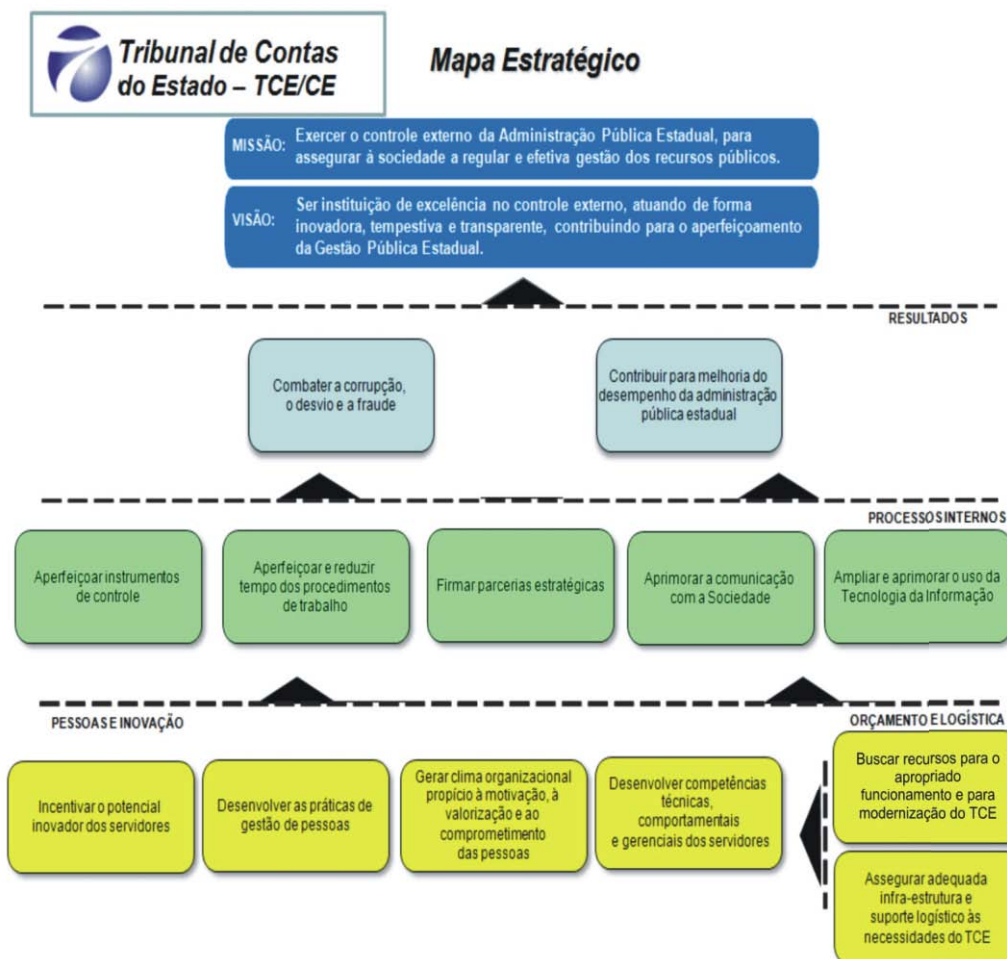 Tribunal de Contas
do Estado – TCE/CE
Mapa Estratégico
MISSÃO: Exercer o controle externo da Administração Pública Estadual, para
assegurar à sociedade a regular e efetiva gestão dos recursos públicos.
VISÃO: Ser instituição de excelência no controle externo, atuando de forma
inovadora, tempestiva e transparente, contribuindo para o aperfeiçoamento
da Gestão Pública Estadual.
RESULTADOS
Combater a corrupção,
o desvio e a fraude
Contribuir para melhoria do
desempenho da administração
pública estadual
PROCESSOS INTERNOS
Aperfeiçoar instrumentos
de controle
Aperfeiçoar e reduzir
tempo dos procedimentos
de trabalho
Firmar parcerias estratégicas
Aprimorar a comunicação
com a Sociedade
Ampliar e aprimorar o uso da
Tecnologia da Informação
PESSOAS E INOVAÇÃO
ORÇAMENTO E LOGÍSTICA
Incentivar o potencial
inovador dos servidores
Desenvolver as práticas de
gestão de pessoas
Gerar clima organizacional
propício à motivação, à
valorização e ao
comprometimento
das pessoas
Desenvolver competências
técnicas,
comportamentais
e gerenciais dos servidores
Buscar recursos para o
apropriado
funcionamento e para
modernização do TCE
Assegurar adequada
infra-estrutura e
suporte logístico às
necessidades do TCE